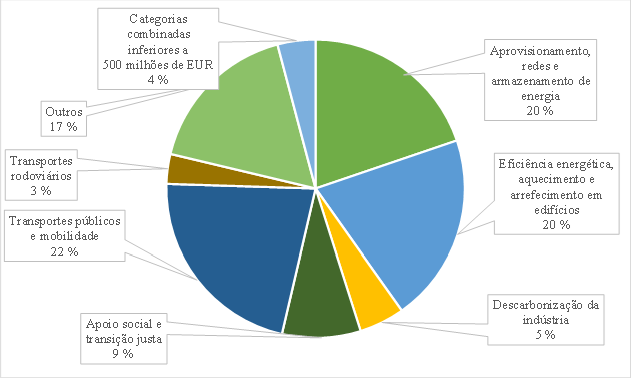 Categorias
combinadas
inferiores a
500 milhões de EUR
4 %
Aprovisionamento,
redes e
armazenamento de
energia
20 %
Outros
17 %
Transportes
rodoviários
3 %
Eficiência energética,
aquecimento e
arrefecimento em
edifícios
20 %
Transportes públicos
e mobilidade
22 %
Descarbonização da
indústria
5 %
Apoio social e
transição justa
9 %